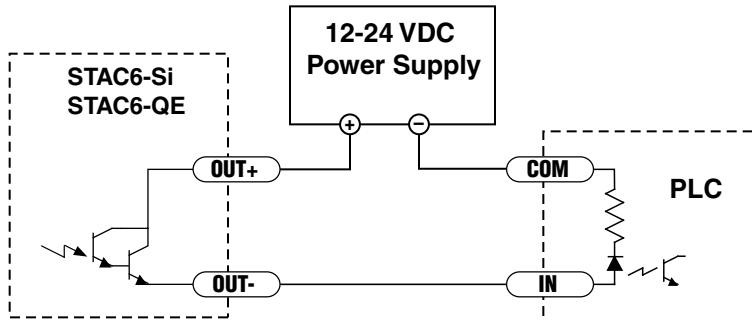 12-24 VDC
Power Supply
+
−
STAC6-Si
STAC6-QE
OUT+
COM
PLC
OUT-
IN